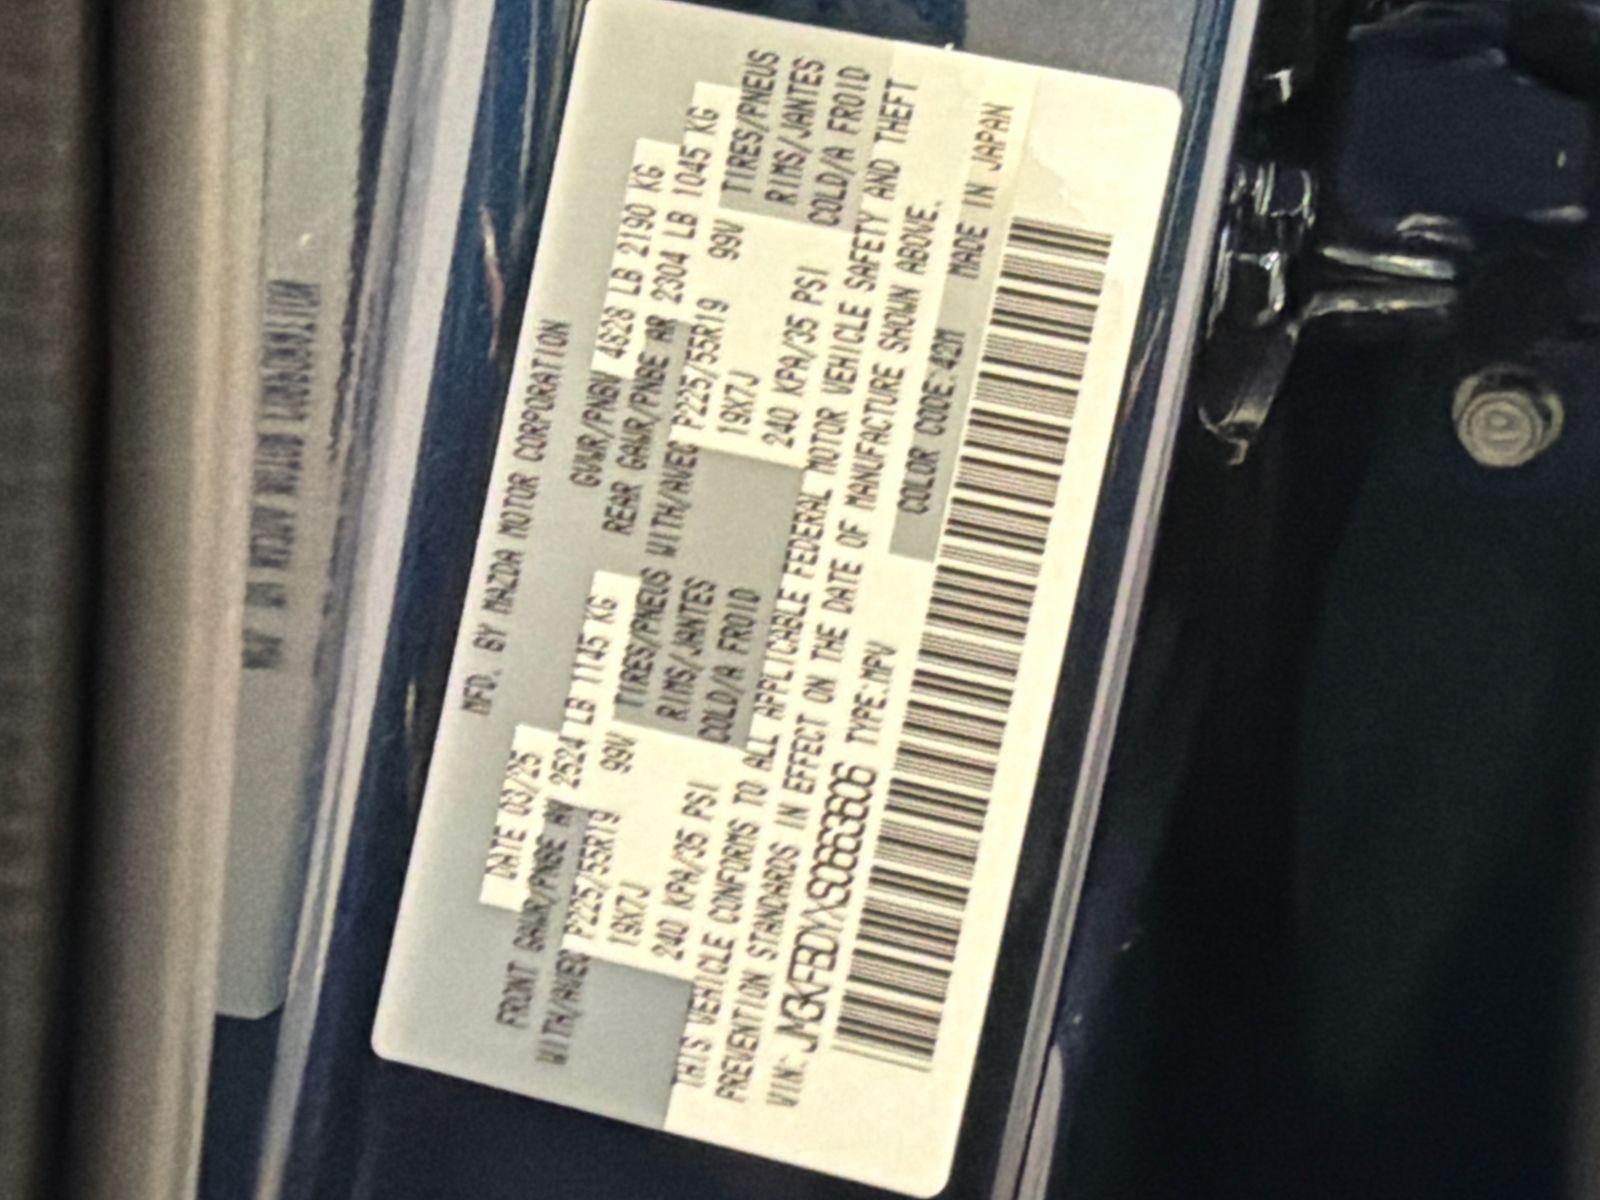 MFD. BY MAZDA MOTOR CORPORATION
DATE 03/25 GVWR/PNBV 4828 LB 2190 KG
FRONT GAWR/PNBE AV 2524 LB 1145 KG REAR GAWR/PNBE AR 2304 LB 1045 KG
WITH/AVEC P225/55R19 99V TIRES/PNEUS WITH/AVEC P225/55R19 99V TIRES/PNEUS
19X7J RIMS/JANTES 19X7J RIMS/JANTES
240 KPA/35 PSI COLD/A FROID 240 KPA/35 PSI COLD/A FROID
THIS VEHICLE CONFORMS TO ALL APPLICABLE FEDERAL MOTOR VEHICLE SAFETY AND THEFT
PREVENTION STANDARDS IN EFFECT ON THE DATE OF MANUFACTURE SHOWN ABOVE.
VIN: TYPE:MPV COLOR CODE:42M MADE IN JAPAN